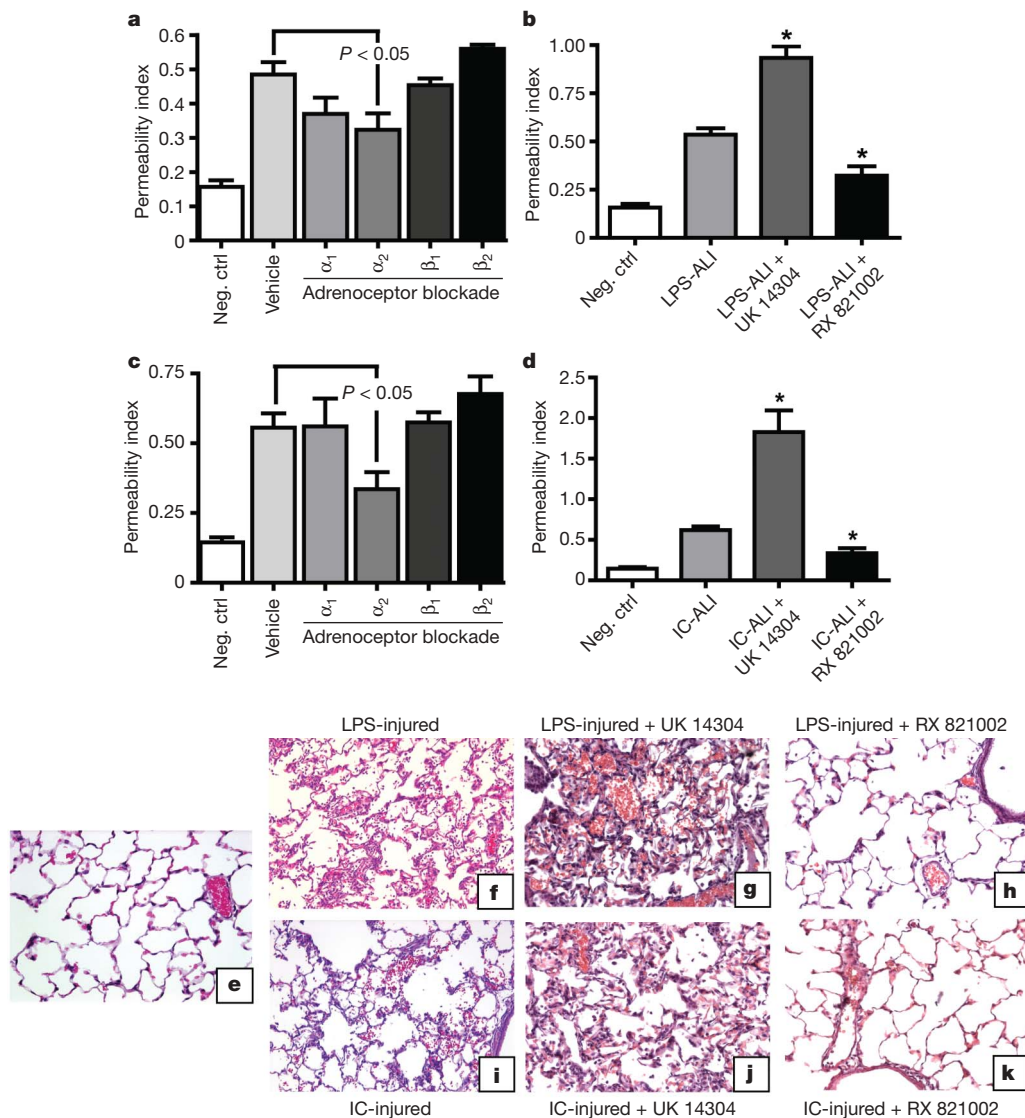 a
Permeability index
0.6
0.5
0.4
0.3
0.2
0.1
0
P < 0.05
Neg. ctrl
Vehicle
α1
α2
β1
β2
Adrenoceptor blockade
b
Permeability index
1.00
0.75
0.50
0.25
0
*
*
Neg. ctrl
LPS-ALI
LPS-ALI +
UK 14304
LPS-ALI +
RX 821002
c
Permeability index
0.75
0.50
0.25
0
P < 0.05
Neg. ctrl
Vehicle
α1
α2
β1
β2
Adrenoceptor blockade
d
Permeability index
2.5
2.0
1.5
1.0
0.5
0
*
*
Neg. ctrl
IC-ALI
IC-ALI +
UK 14304
IC-ALI +
RX 821002
LPS-injured
LPS-injured + UK 14304
LPS-injured + RX 821002
e
f
g
h
i
j
k
IC-injured
IC-injured + UK 14304
IC-injured + RX 821002